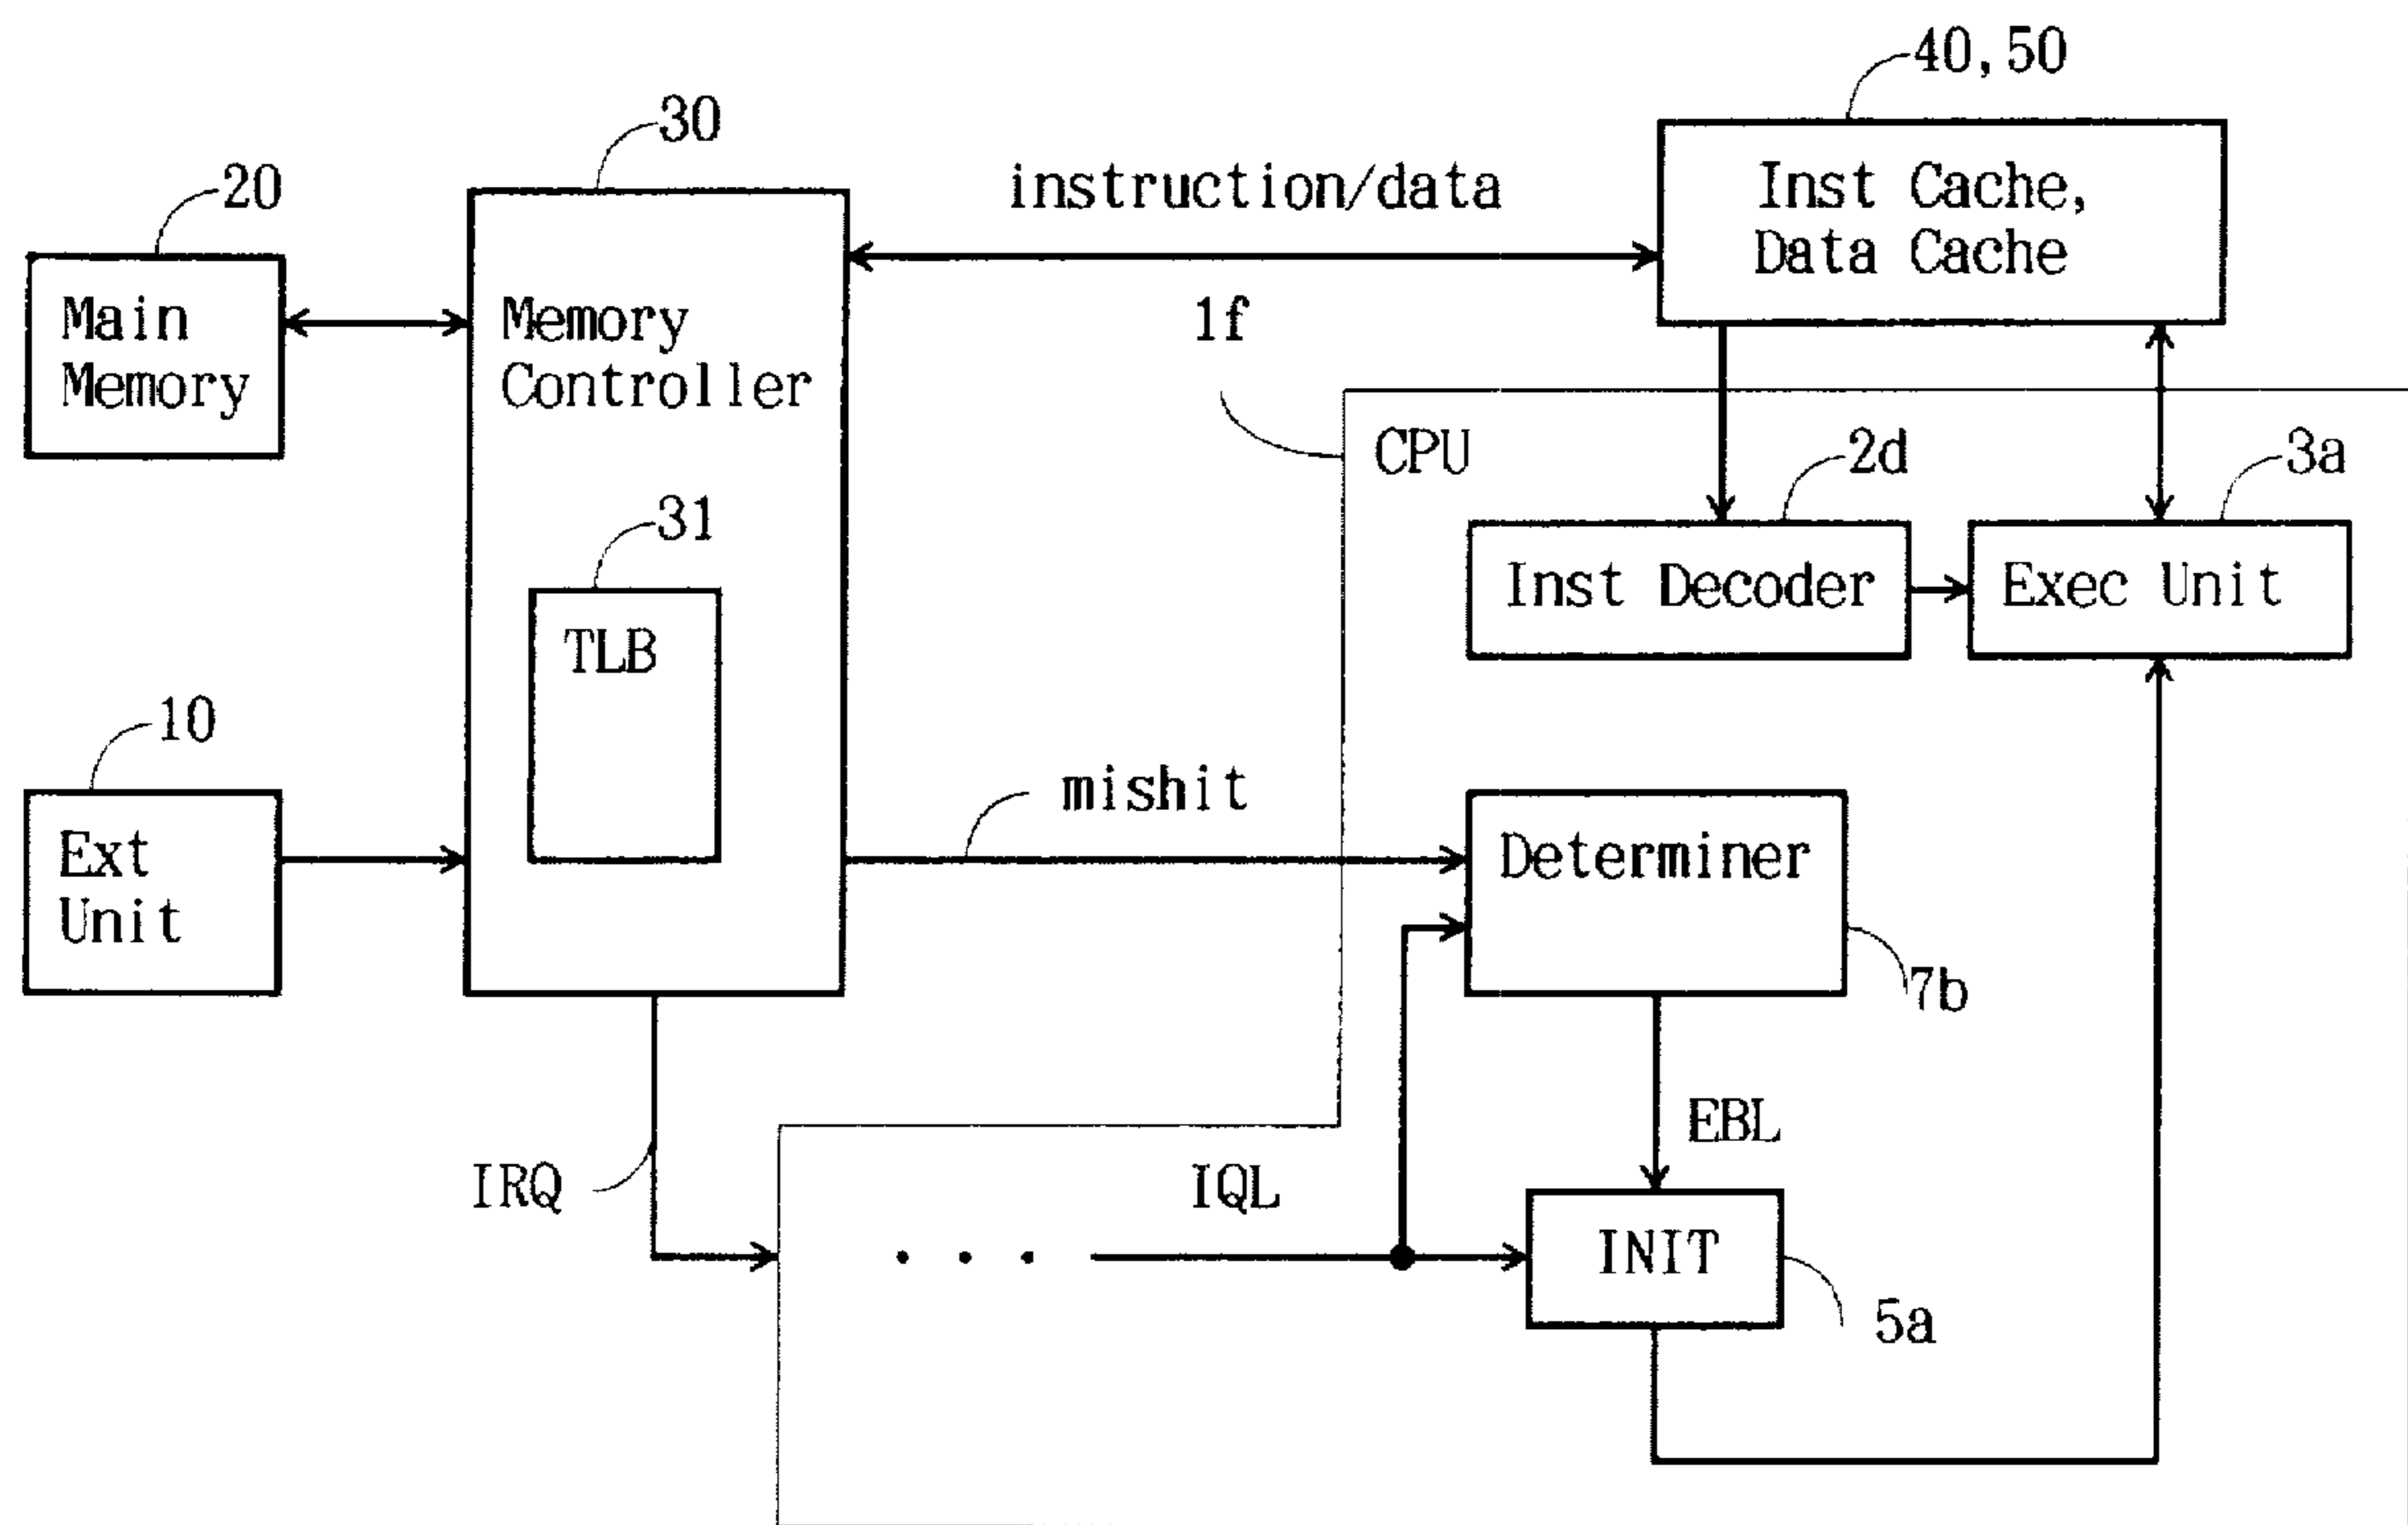 40,50
30
20
instruction/data
Inst Cache,
Data Cache
Main
Memory
Memory
Controller
1f
CPU
2d
3a
31
Inst Decoder
Exec Unit
TLB
10
mishit
Ext
Unit
Determiner
7b
EBL
IRQ
IQL
INIT
5a
. . .